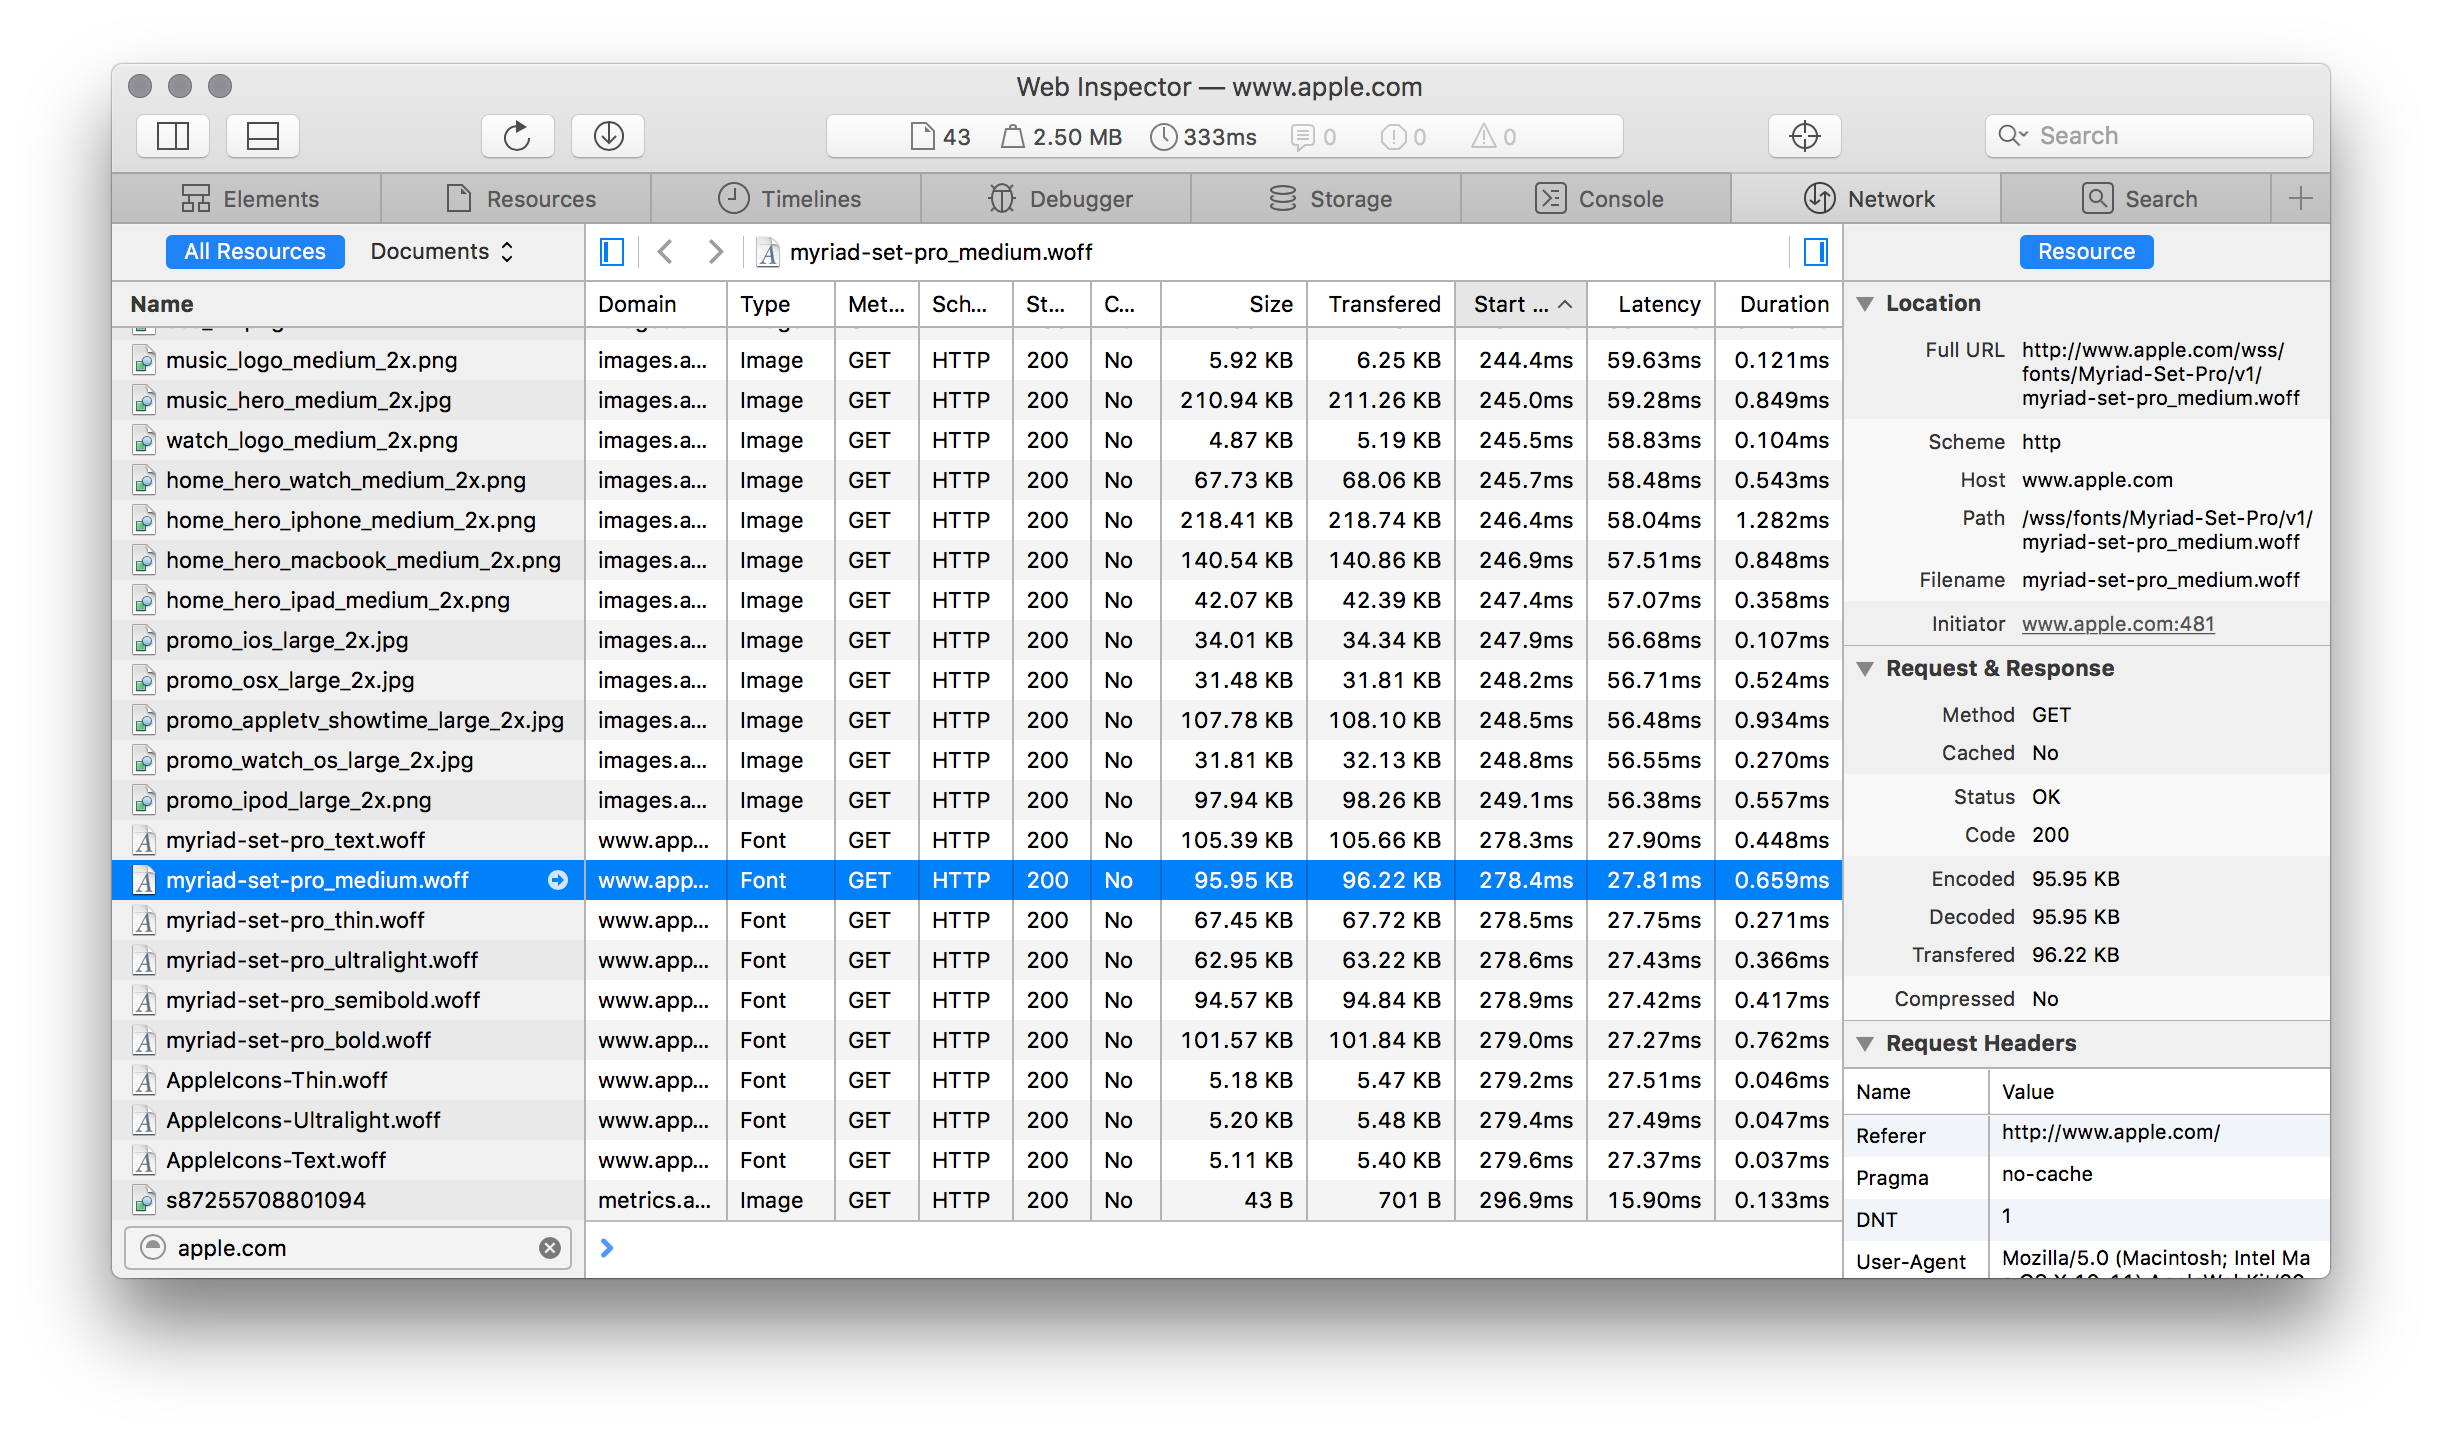 Web Inspector — www.apple.com
43 2.50 MB 333ms 0 0 0 Search
Elements Resources Timelines Debugger Storage Console Network Search
All Resources Documents myriad-set-pro_medium.woff Resource
Name Domain Type Met... Sch... St... C... Size Transfered Start ... Latency Duration
music_logo_medium_2x.png images.a... Image GET HTTP 200 No 5.92 KB 6.25 KB 244.4ms 59.63ms 0.121ms
music_hero_medium_2x.jpg images.a... Image GET HTTP 200 No 210.94 KB 211.26 KB 245.0ms 59.28ms 0.849ms
watch_logo_medium_2x.png images.a... Image GET HTTP 200 No 4.87 KB 5.19 KB 245.5ms 58.83ms 0.104ms
home_hero_watch_medium_2x.png images.a... Image GET HTTP 200 No 67.73 KB 68.06 KB 245.7ms 58.48ms 0.543ms
home_hero_iphone_medium_2x.png images.a... Image GET HTTP 200 No 218.41 KB 218.74 KB 246.4ms 58.04ms 1.282ms
home_hero_macbook_medium_2x.png images.a... Image GET HTTP 200 No 140.54 KB 140.86 KB 246.9ms 57.51ms 0.848ms
home_hero_ipad_medium_2x.png images.a... Image GET HTTP 200 No 42.07 KB 42.39 KB 247.4ms 57.07ms 0.358ms
promo_ios_large_2x.jpg images.a... Image GET HTTP 200 No 34.01 KB 34.34 KB 247.9ms 56.68ms 0.107ms
promo_osx_large_2x.jpg images.a... Image GET HTTP 200 No 31.48 KB 31.81 KB 248.2ms 56.71ms 0.524ms
promo_appletv_showtime_large_2x.jpg images.a... Image GET HTTP 200 No 107.78 KB 108.10 KB 248.5ms 56.48ms 0.934ms
promo_watch_os_large_2x.jpg images.a... Image GET HTTP 200 No 31.81 KB 32.13 KB 248.8ms 56.55ms 0.270ms
promo_ipod_large_2x.png images.a... Image GET HTTP 200 No 97.94 KB 98.26 KB 249.1ms 56.38ms 0.557ms
myriad-set-pro_text.woff www.app... Font GET HTTP 200 No 105.39 KB 105.66 KB 278.3ms 27.90ms 0.448ms
myriad-set-pro_medium.woff www.app... Font GET HTTP 200 No 95.95 KB 96.22 KB 278.4ms 27.81ms 0.659ms
myriad-set-pro_thin.woff www.app... Font GET HTTP 200 No 67.45 KB 67.72 KB 278.5ms 27.75ms 0.271ms
myriad-set-pro_ultralight.woff www.app... Font GET HTTP 200 No 62.95 KB 63.22 KB 278.6ms 27.43ms 0.366ms
myriad-set-pro_semibold.woff www.app... Font GET HTTP 200 No 94.57 KB 94.84 KB 278.9ms 27.42ms 0.417ms
myriad-set-pro_bold.woff www.app... Font GET HTTP 200 No 101.57 KB 101.84 KB 279.0ms 27.27ms 0.762ms
AppleIcons-Thin.woff www.app... Font GET HTTP 200 No 5.18 KB 5.47 KB 279.2ms 27.51ms 0.046ms
AppleIcons-Ultralight.woff www.app... Font GET HTTP 200 No 5.20 KB 5.48 KB 279.4ms 27.49ms 0.047ms
AppleIcons-Text.woff www.app... Font GET HTTP 200 No 5.11 KB 5.40 KB 279.6ms 27.37ms 0.037ms
s87255708801094 metrics.a... Image GET HTTP 200 No 43 B 701 B 296.9ms 15.90ms 0.133ms
apple.com
Location
Full URL http://www.apple.com/wss/
fonts/Myriad-Set-Pro/v1/
myriad-set-pro_medium.woff
Scheme http
Host www.apple.com
Path /wss/fonts/Myriad-Set-Pro/v1/
myriad-set-pro_medium.woff
Filename myriad-set-pro_medium.woff
Initiator www.apple.com:481
Request & Response
Method GET
Cached No
Status OK
Code 200
Encoded 95.95 KB
Decoded 95.95 KB
Transfered 96.22 KB
Compressed No
Request Headers
Name Value
Referer http://www.apple.com/
Pragma no-cache
DNT 1
User-Agent Mozilla/5.0 (Macintosh; Intel Ma